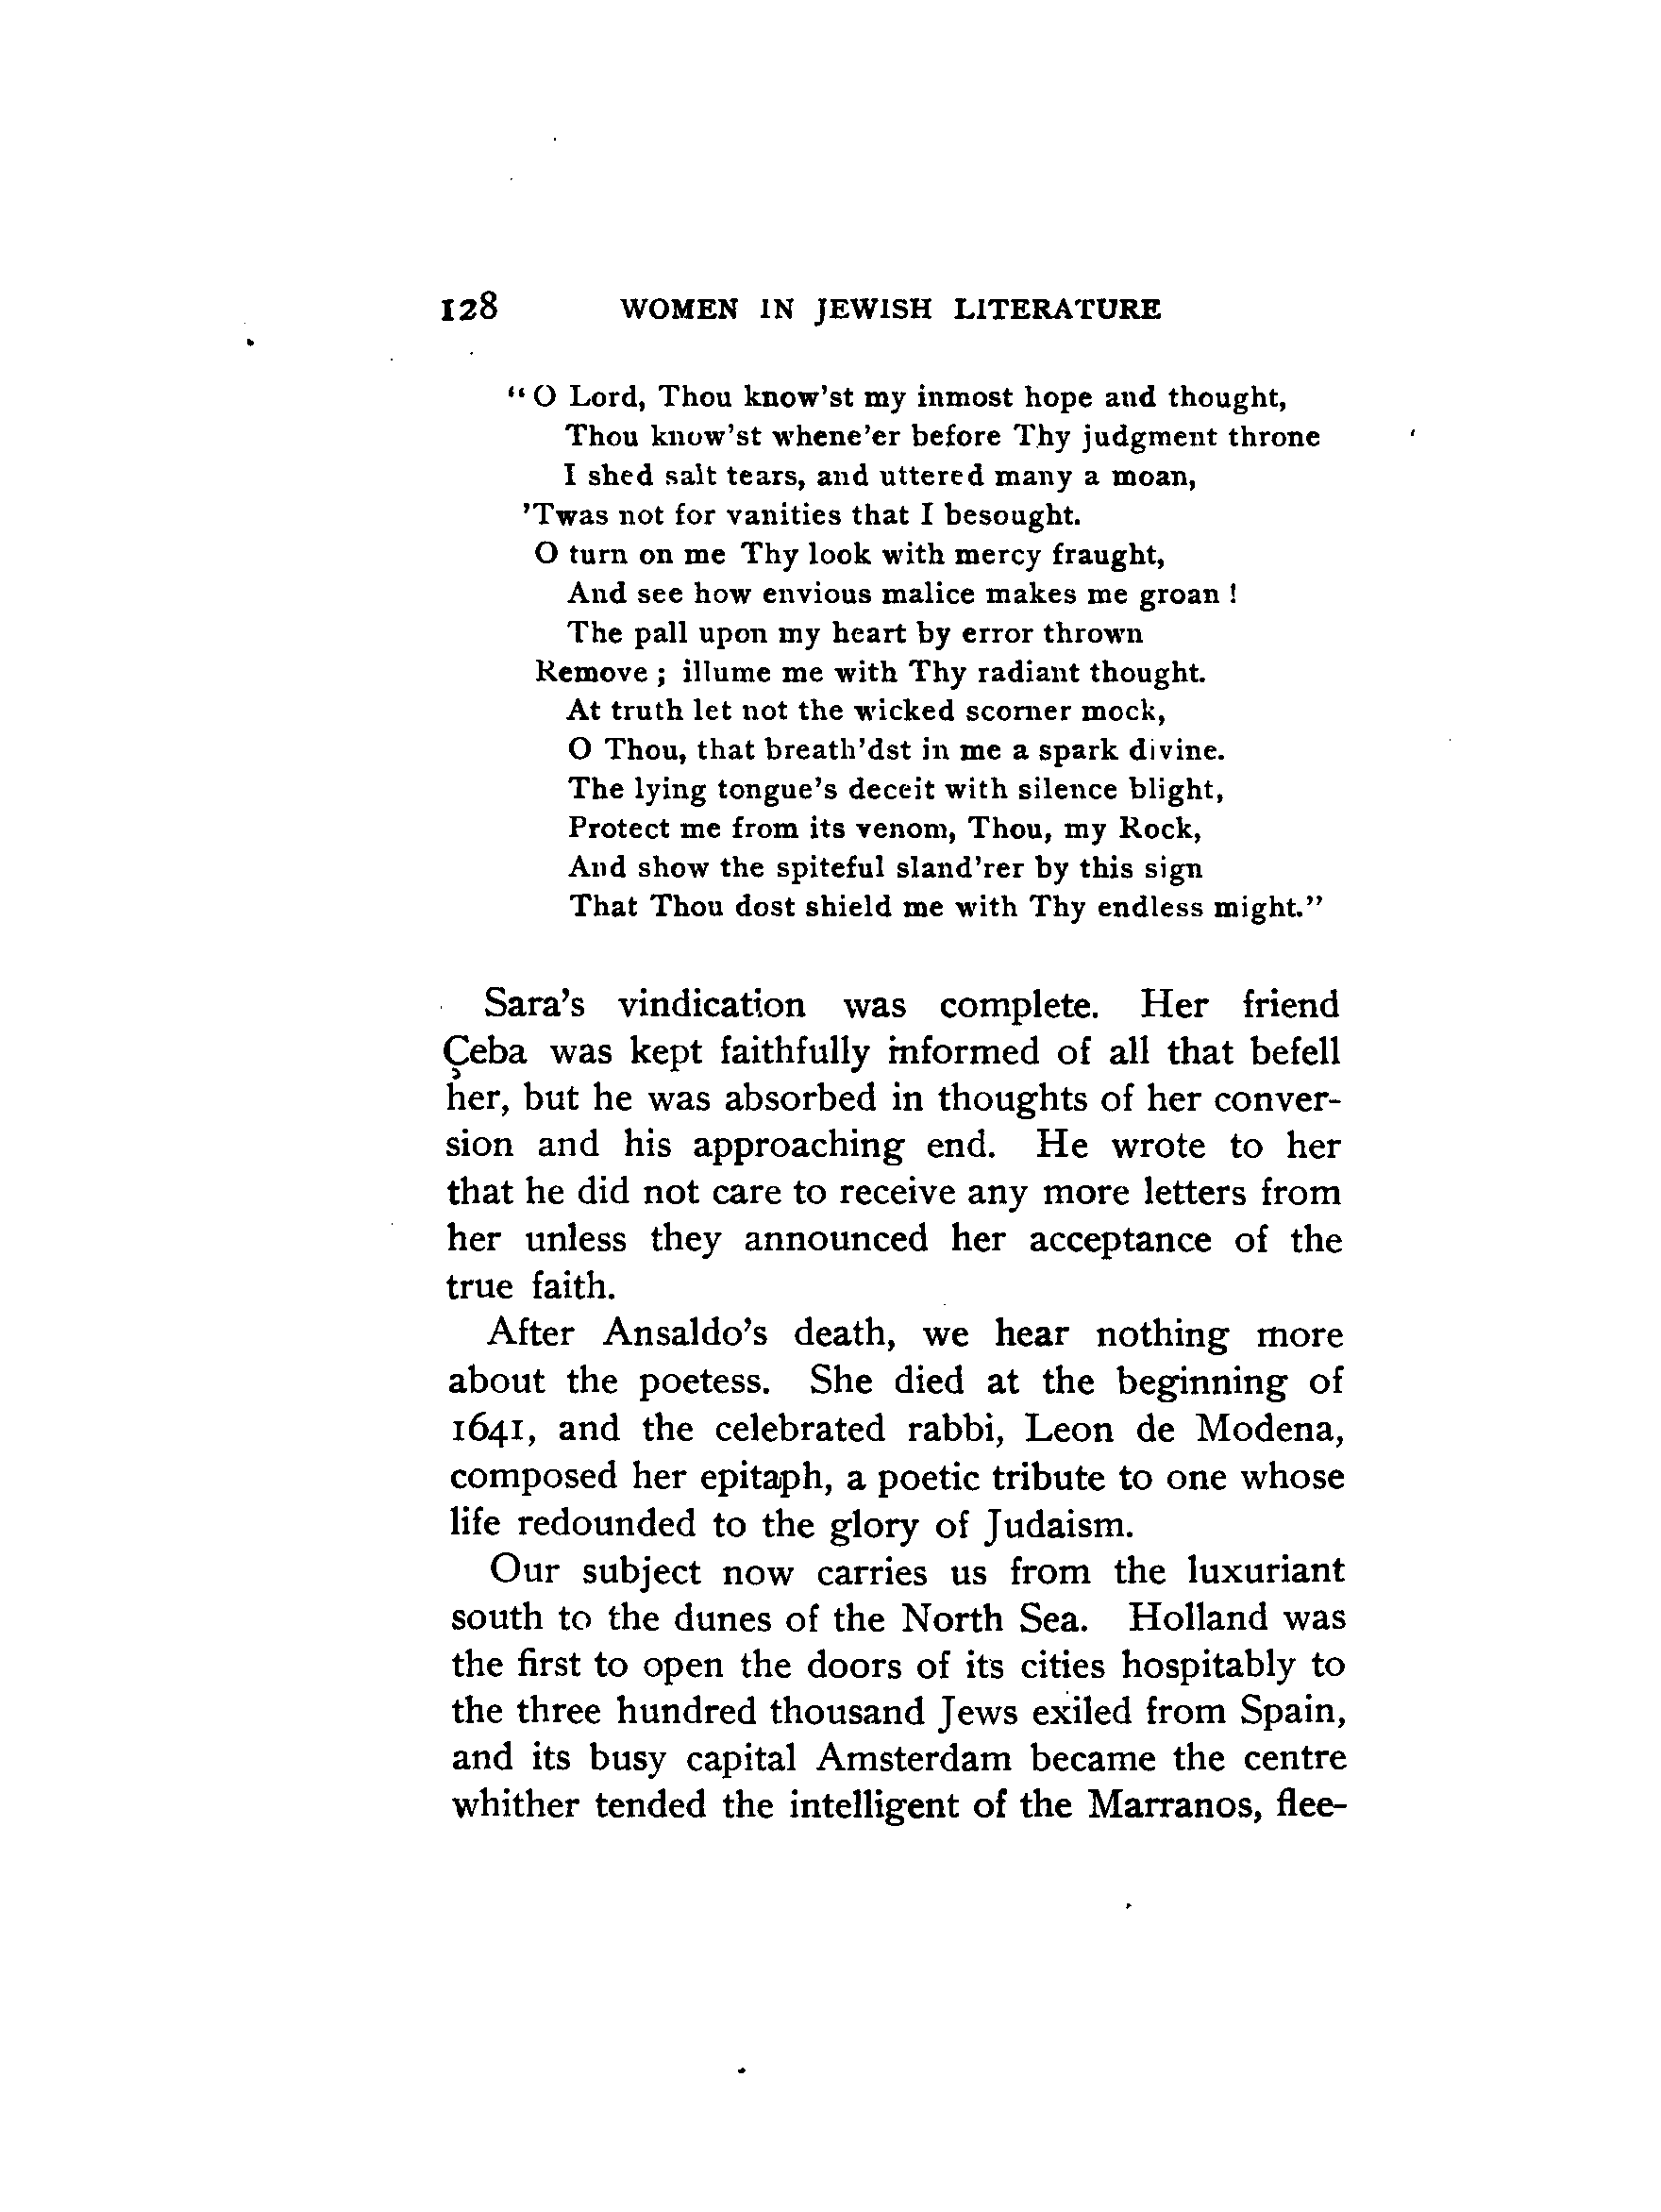 128 WOMEN IN JEWISH LITERATURE
“O Lord, Thou know’st my inmost hope and thought,
Thou know’st whene’er before Thy judgment throne
I shed salt tears, and uttered many a moan,
’Twas not for vanities that I besought.
O turn on me Thy look with mercy fraught,
And see how envious malice makes me groan !
The pall upon my heart by error thrown
Remove ; illume me with Thy radiant thought.
At truth let not the wicked scorner mock,
O Thou, that breath’dst in me a spark divine.
The lying tongue’s deceit with silence blight,
Protect me from its venom, Thou, my Rock,
And show the spiteful sland’rer by this sign
That Thou dost shield me with Thy endless might.”
Sara’s vindication was complete. Her friend
Çeba was kept faithfully informed of all that befell
her, but he was absorbed in thoughts of her conver-
sion and his approaching end. He wrote to her
that he did not care to receive any more letters from
her unless they announced her acceptance of the
true faith.
After Ansaldo’s death, we hear nothing more
about the poetess. She died at the beginning of
1641, and the celebrated rabbi, Leon de Modena,
composed her epitaph, a poetic tribute to one whose
life redounded to the glory of Judaism.
Our subject now carries us from the luxuriant
south to the dunes of the North Sea. Holland was
the first to open the doors of its cities hospitably to
the three hundred thousand Jews exiled from Spain,
and its busy capital Amsterdam became the centre
whither tended the intelligent of the Marranos, flee-